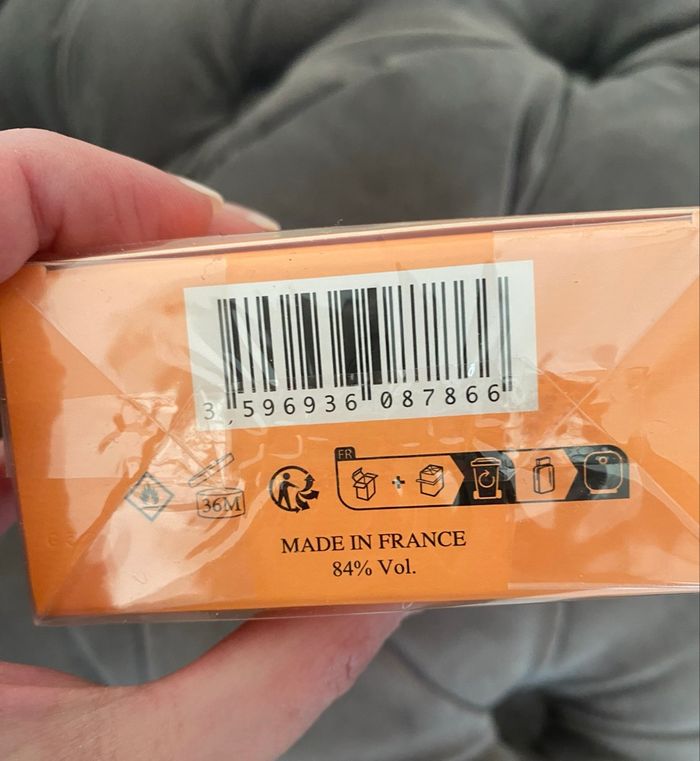 3 596936 087866
36M
FR
MADE IN FRANCE
84% Vol.